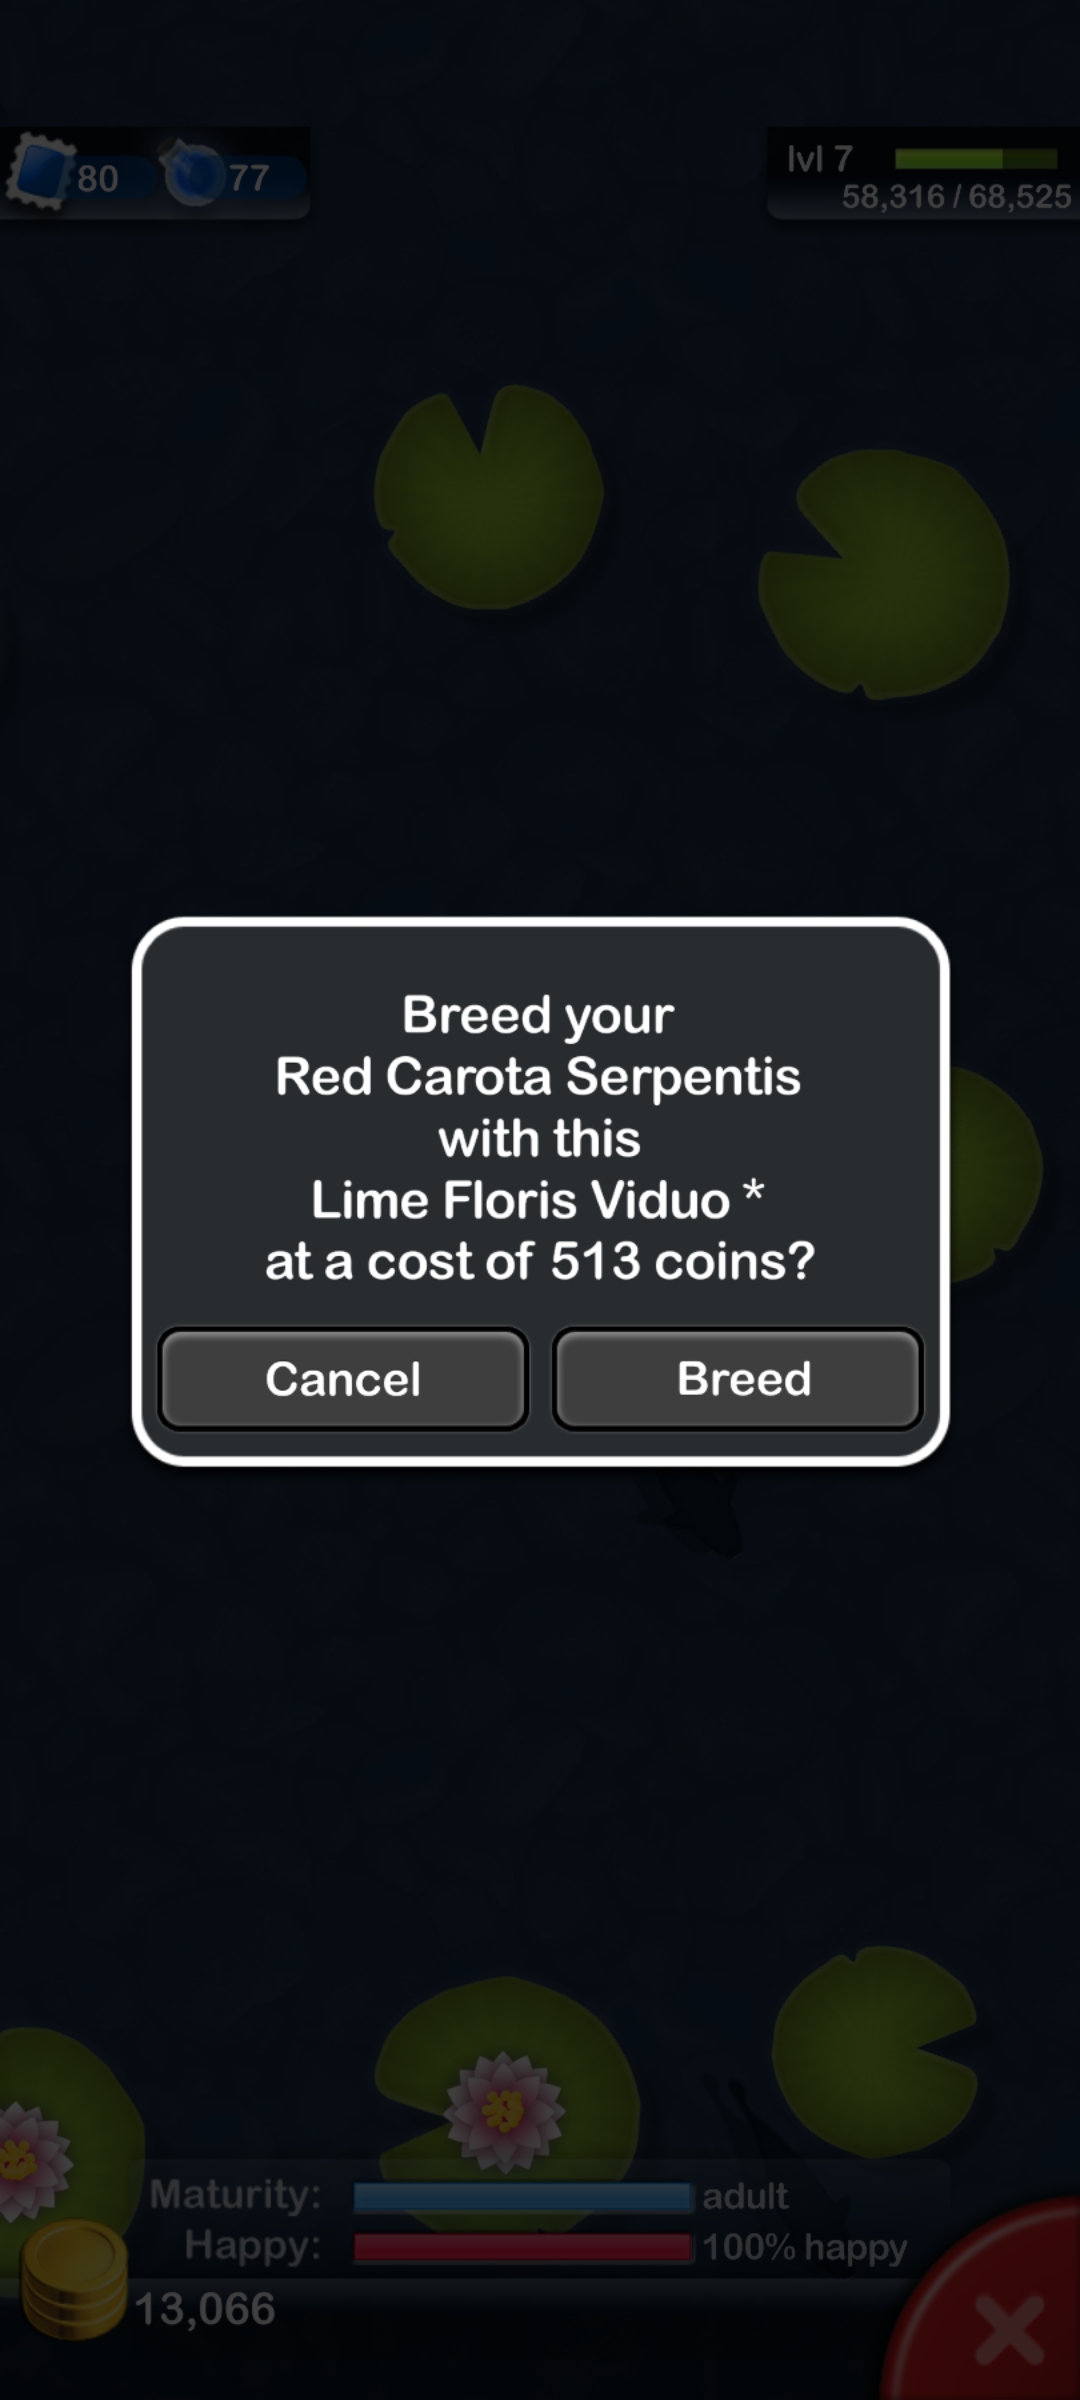 80 77
lvl 7
58,316 / 68,525
Breed your
Red Carota Serpentis
with this
Lime Floris Viduo *
at a cost of 513 coins?
Cancel Breed
Maturity: adult
Happy: 100% happy
13,066